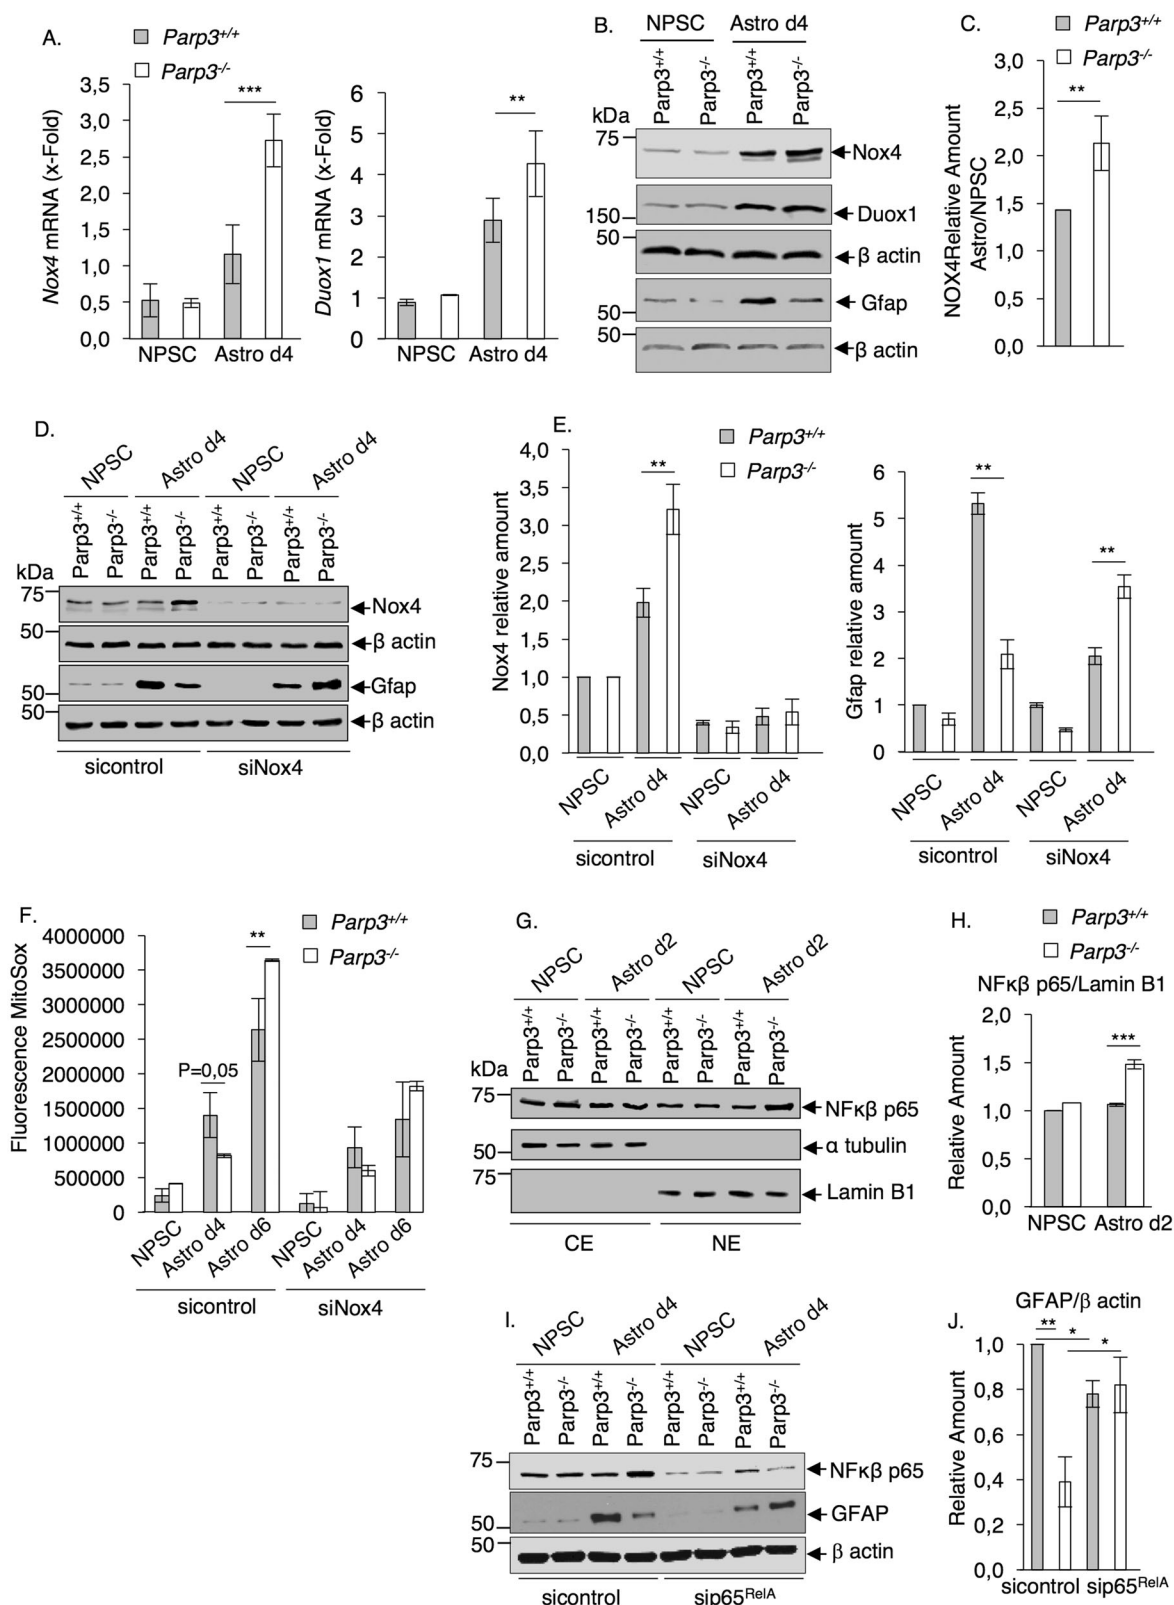 A.
Parp3+/+
Parp3-/-
Nox4 mRNA (x-Fold)
3,5
3,0
2,5
2,0
1,5
1,0
0,5
0,0
***
NPSC Astro d4
Duox1 mRNA (x-Fold)
6
5
4
3
2
1
0
**
NPSC Astro d4
B.
NPSC Astro d4
Parp3+/+
Parp3-/-
Parp3+/+
Parp3-/-
kDa
75
Nox4
150
Duox1
50
β actin
50
Gfap
50
β actin
C.
Parp3+/+
Parp3-/-
NOX4Relative Amount
Astro/NPSC
3,0
2,5
2,0
1,5
1,0
0,5
0,0
**
D.
NPSC
Astro d4
NPSC
Astro d4
Parp3+/+
Parp3-/-
Parp3+/+
Parp3-/-
Parp3+/+
Parp3-/-
Parp3+/+
Parp3-/-
kDa
75
Nox4
50
β actin
50
Gfap
50
β actin
sicontrol siNox4
E.
Parp3+/+
Parp3-/-
Nox4 relative amount
4,0
3,5
3,0
2,5
2,0
1,0
0,5
0,0
**
NPSC
Astro d4
NPSC
Astro d4
sicontrol siNox4
Gfap relative amount
6
5
4
2
1
0
**
**
NPSC
Astro d4
NPSC
Astro d4
sicontrol siNox4
F.
Parp3+/+
Parp3-/-
Fluorescence MitoSox
4000000
3500000
3000000
2500000
2000000
1500000
1000000
500000
0
P=0,05
**
NPSC
Astro d4
Astro d6
NPSC
Astro d4
Astro d6
sicontrol siNox4
G.
NPSC
Astro d2
NPSC
Astro d2
Parp3+/+
Parp3-/-
Parp3+/+
Parp3-/-
Parp3+/+
Parp3-/-
Parp3+/+
Parp3-/-
kDa
75
NFκβ p65
50
α tubulin
75
Lamin B1
CE NE
H.
Parp3+/+
Parp3-/-
NFκβ p65/Lamin B1
Relative Amount
2,0
1,5
1,0
0,5
0,0
***
NPSC Astro d2
I.
NPSC
Astro d4
NPSC
Astro d4
Parp3+/+
Parp3-/-
Parp3+/+
Parp3-/-
Parp3+/+
Parp3-/-
Parp3+/+
Parp3-/-
75
NFκβ p65
50
GFAP
50
β actin
sicontrol sip65RelA
J.
GFAP/β actin
Relative Amount
1,0
0,8
0,6
0,4
0,2
0,0
**
*
*
sicontrol sip65RelA